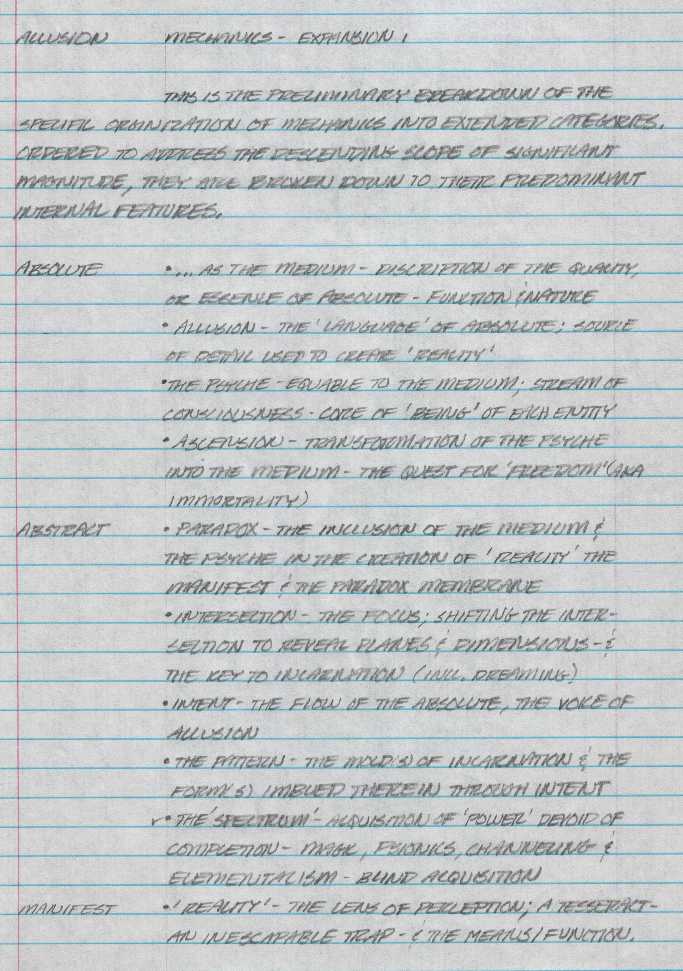 ALLUSION MECHANICS - EXPANSION 1
THIS IS THE PRELIMINARY BREAKDOWN OF THE
SPECIFIC ORGINIZATION OF MECHANICS INTO EXTENDED CATEGORIES.
ORDERED TO ADDRESS THE DESCENDING SCOPE OF SIGNIFICANT
MAGNITUDE, THEY ARE BROKEN DOWN TO THEIR PREDOMINANT
INTERNAL FEATURES.
ABSOLUTE • ... AS THE MEDIUM - DISCRIPTION OF THE QUALITY,
OR ESSENCE OF ABSOLUTE - FUNCTION & NATURE
• ALLUSION - THE 'LANGUAGE' OF ABSOLUTE; SOURCE
OF DETAIL USED TO CREATE 'REALITY'
• THE PSYCHE - EQUABLE TO THE MEDIUM; STREAM OF
CONSCIOUSNESS - CORE OF 'BEING' OF EACH ENTITY
• ASCENSION - TRANSFORMATION OF THE PSYCHE
INTO THE MEDIUM - THE QUEST FOR 'FREEDOM' (AKA
IMMORTALITY)
ABSTRACT • PARADOX - THE INCLUSION OF THE MEDIUM &
THE PSYCHE IN THE CREATION OF 'REALITY' THE
MANIFEST & THE PARADOX MEMBRANE
• INTERSECTION - THE FOCUS; SHIFTING THE INTER-
SECTION TO REVEAL PLANES & DIMENSIONS - &
THE KEY TO INCARNATION (INCL. DREAMING)
• INTENT - THE FLOW OF THE ABSOLUTE, THE VOICE OF
ALLUSION
• THE PATTERN - THE MOLD(S) OF INCARNATION & THE
FORM(S) IMBUED THEREIN THROUGH INTENT
✓ • THE 'SPECTRUM' - ACQUISITION OF 'POWER' DEVOID OF
COMPLETION - MAGIC, PSIONICS, CHANNELING &
ELEMENTALISM - BLIND ACQUISITION
MANIFEST • 'REALITY' - THE LENS OF PERCEPTION; A TESSERACT -
AN INESCAPABLE TRAP - & THE MEANS/FUNCTION.